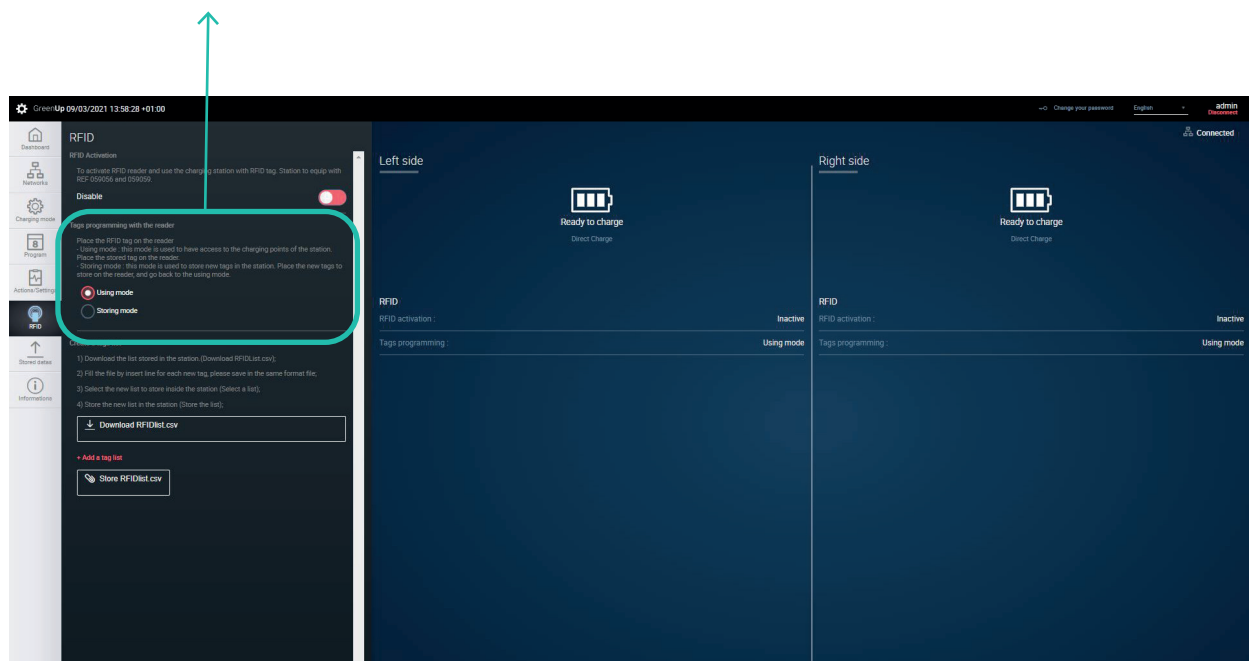 GreenUp 09/03/2021 13:58:28 +01:00
Change your password
English
admin
Disconnect
Connected
Dashboard
Networks
Charging mode
8
Program
Actions/Settings
RFID
Stored datas
Informations
RFID
RFID Activation
To activate RFID reader and use the charging station with RFID tag. Station to equip with
REF 059056 and 059059.
Disable
Tags programming with the reader
Place the RFID tag on the reader
- Using mode : this mode is used to have access to the charging points of the station.
Place the stored tag on the reader.
- Storing mode : this mode is used to store new tags in the station. Place the new tags to
store on the reader, and go back to the using mode.
Using mode
Storing mode
1) Download the list stored in the station.(Download RFIDList.csv);
2) Fill the file by insert line for each new tag, please save in the same format file;
3) Select the new list to store inside the station (Select a list);
4) Store the new list in the station (Store the list);
Download RFIDlist.csv
+ Add a tag list
Store RFIDlist.csv
Left side
Ready to charge
Direct Charge
RFID
RFID activation :
Inactive
Tags programming :
Using mode
Right side
Ready to charge
Direct Charge
RFID
RFID activation :
Inactive
Tags programming :
Using mode